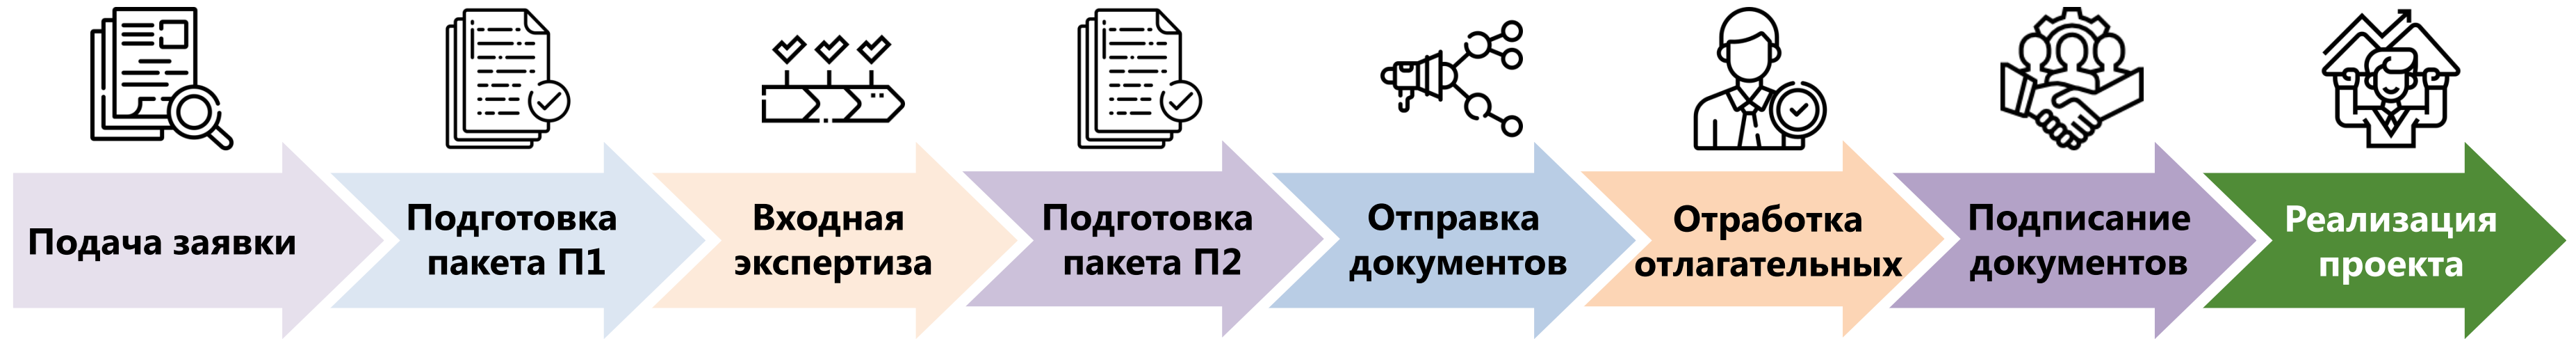 Подача заявки
Подготовка
пакета П1
Входная
экспертиза
Подготовка
пакета П2
Отправка
документов
Отработка
отлагательных
Подписание
документов
Реализация
проекта